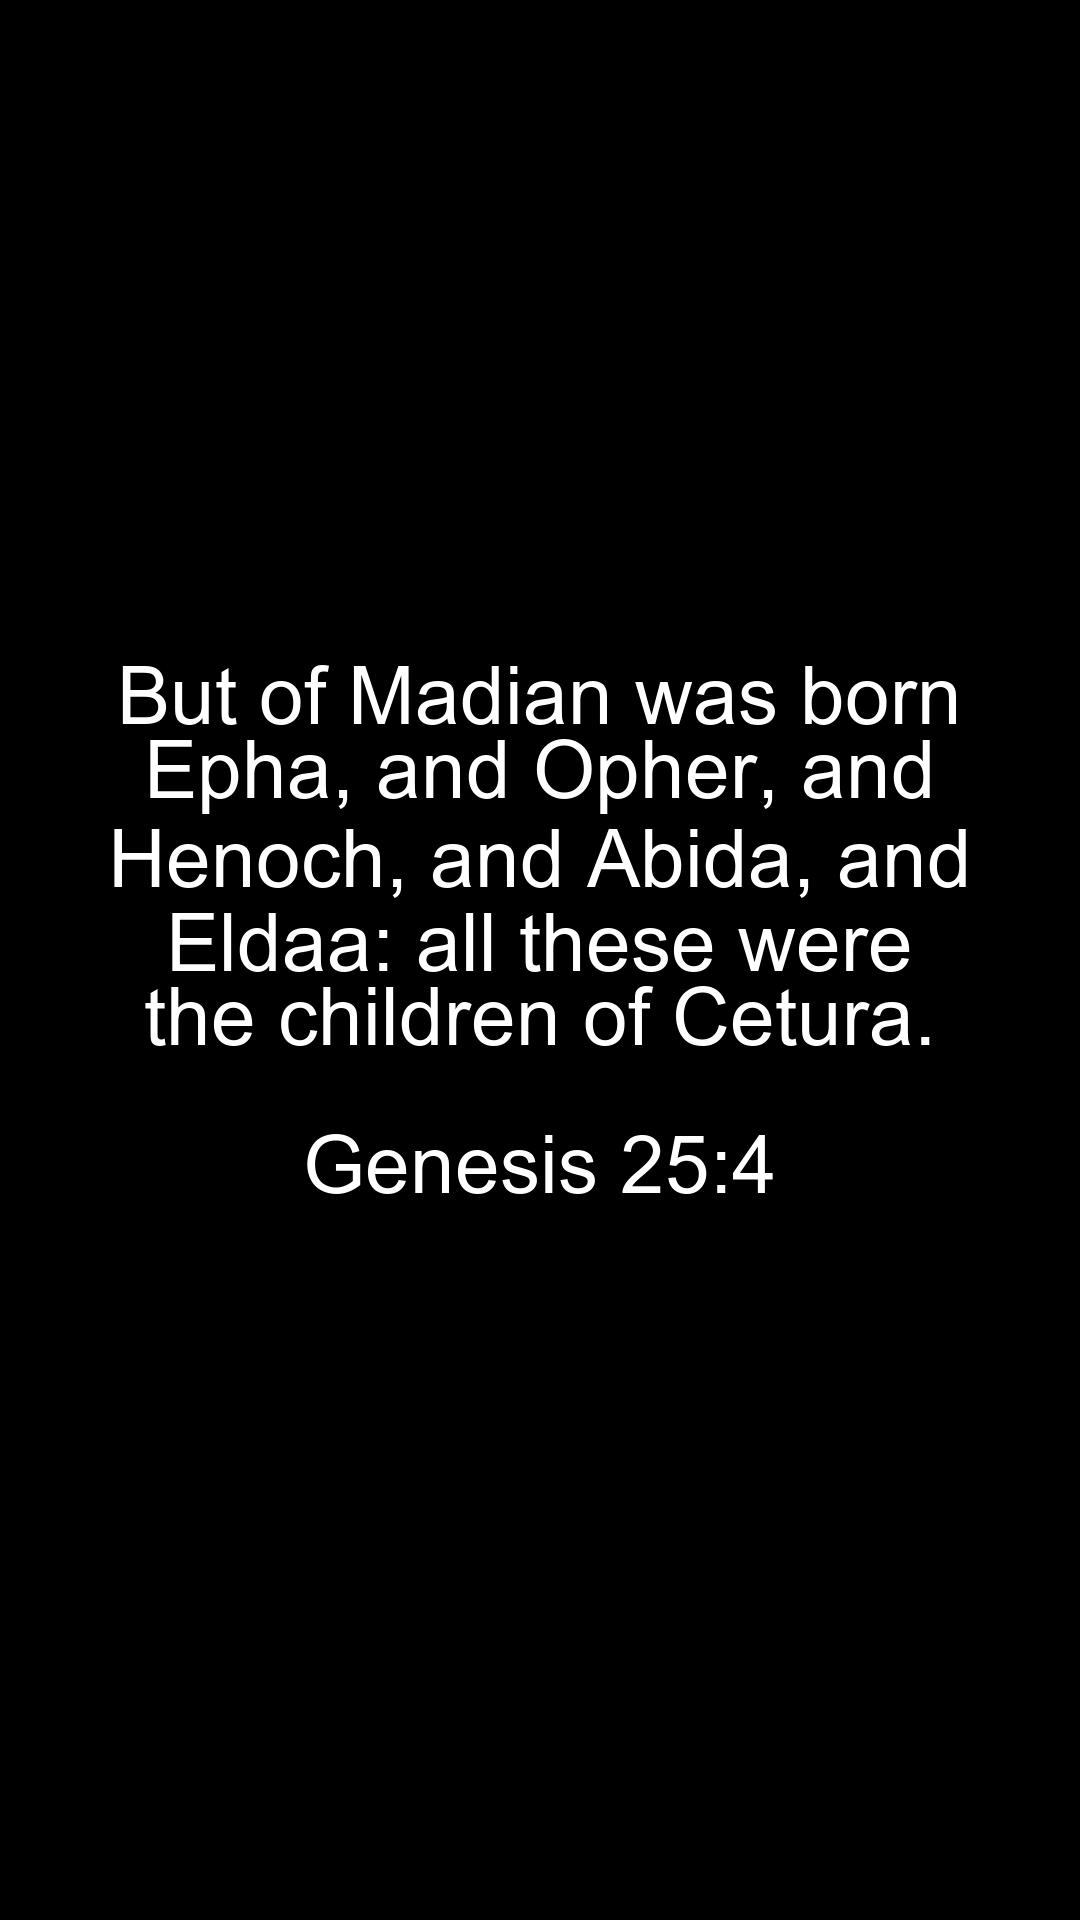 But of Madian was born
Epha, and Opher, and
Henoch, and Abida, and
Eldaa: all these were
the children of Cetura.
Genesis 25:4